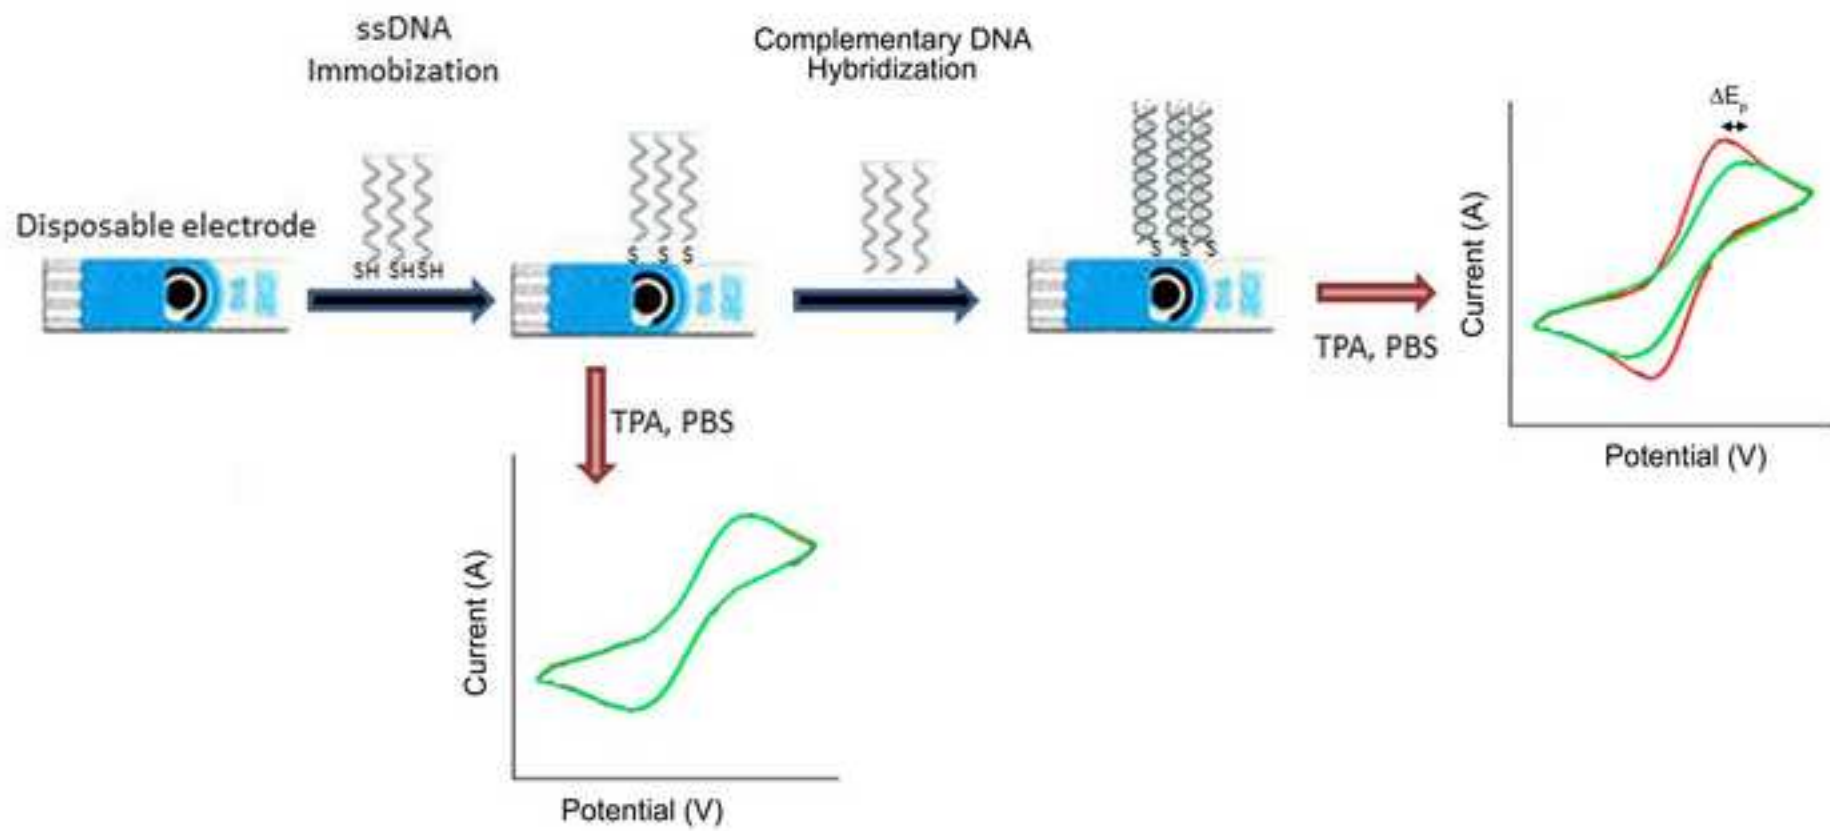 ssDNA
Immobization
Complementary DNA
Hybridization
Disposable electrode
SH SH SH
S S S
S S S
TPA, PBS
TPA, PBS
ΔEp
Current (A)
Potential (V)
Current (A)
Potential (V)